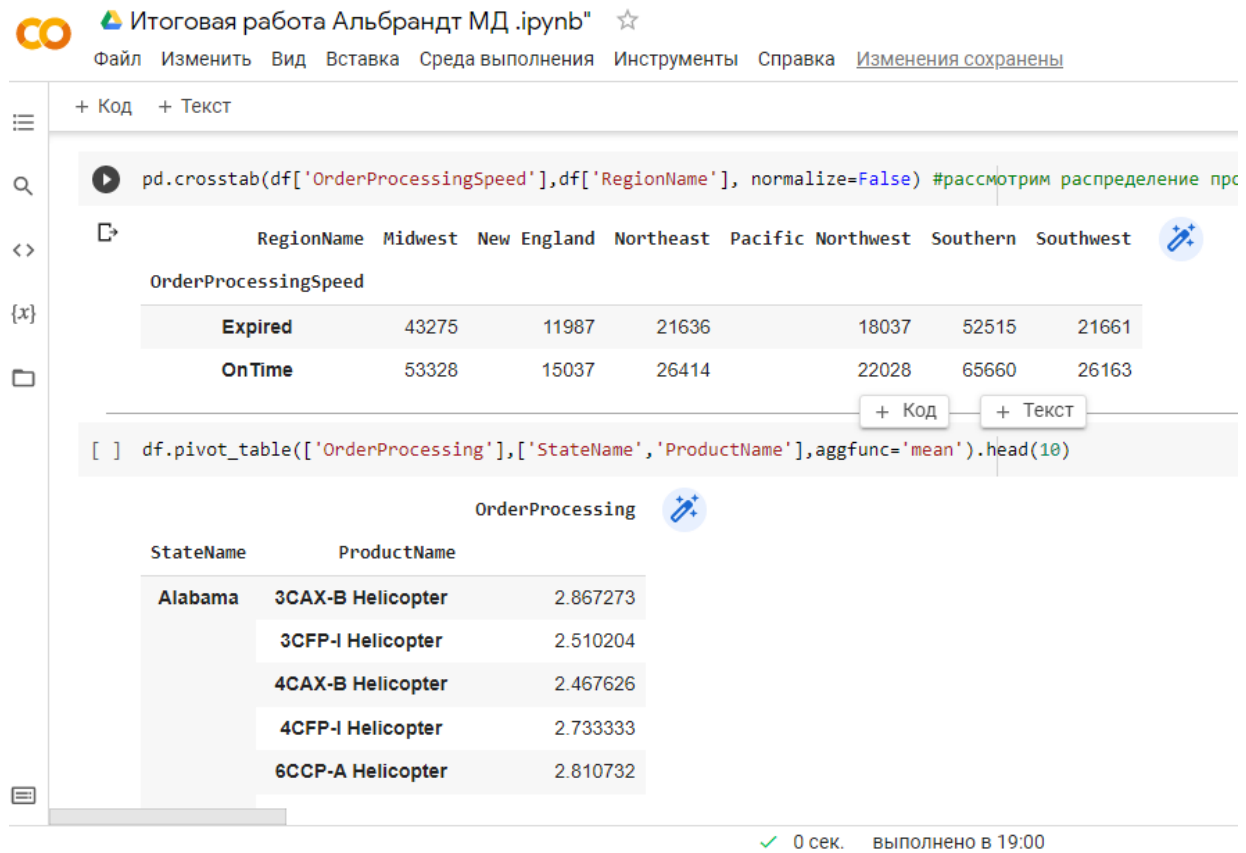 Итоговая работа Альбрандт МД .ipynb"
Файл Изменить Вид Вставка Среда выполнения Инструменты Справка Изменения сохранены
+ Код + Текст
pd.crosstab(df['OrderProcessingSpeed'],df['RegionName'], normalize=False) #рассмотрим распределение про
RegionName Midwest New England Northeast Pacific Northwest Southern Southwest
OrderProcessingSpeed
Expired 43275 11987 21636 18037 52515 21661
OnTime 53328 15037 26414 22028 65660 26163
+ Код + Текст
[ ] df.pivot_table(['OrderProcessing'],['StateName','ProductName'],aggfunc='mean').head(10)
OrderProcessing
StateName ProductName
Alabama 3CAX-B Helicopter 2.867273
3CFP-I Helicopter 2.510204
4CAX-B Helicopter 2.467626
4CFP-I Helicopter 2.733333
6CCP-A Helicopter 2.810732
0 сек. выполнено в 19:00